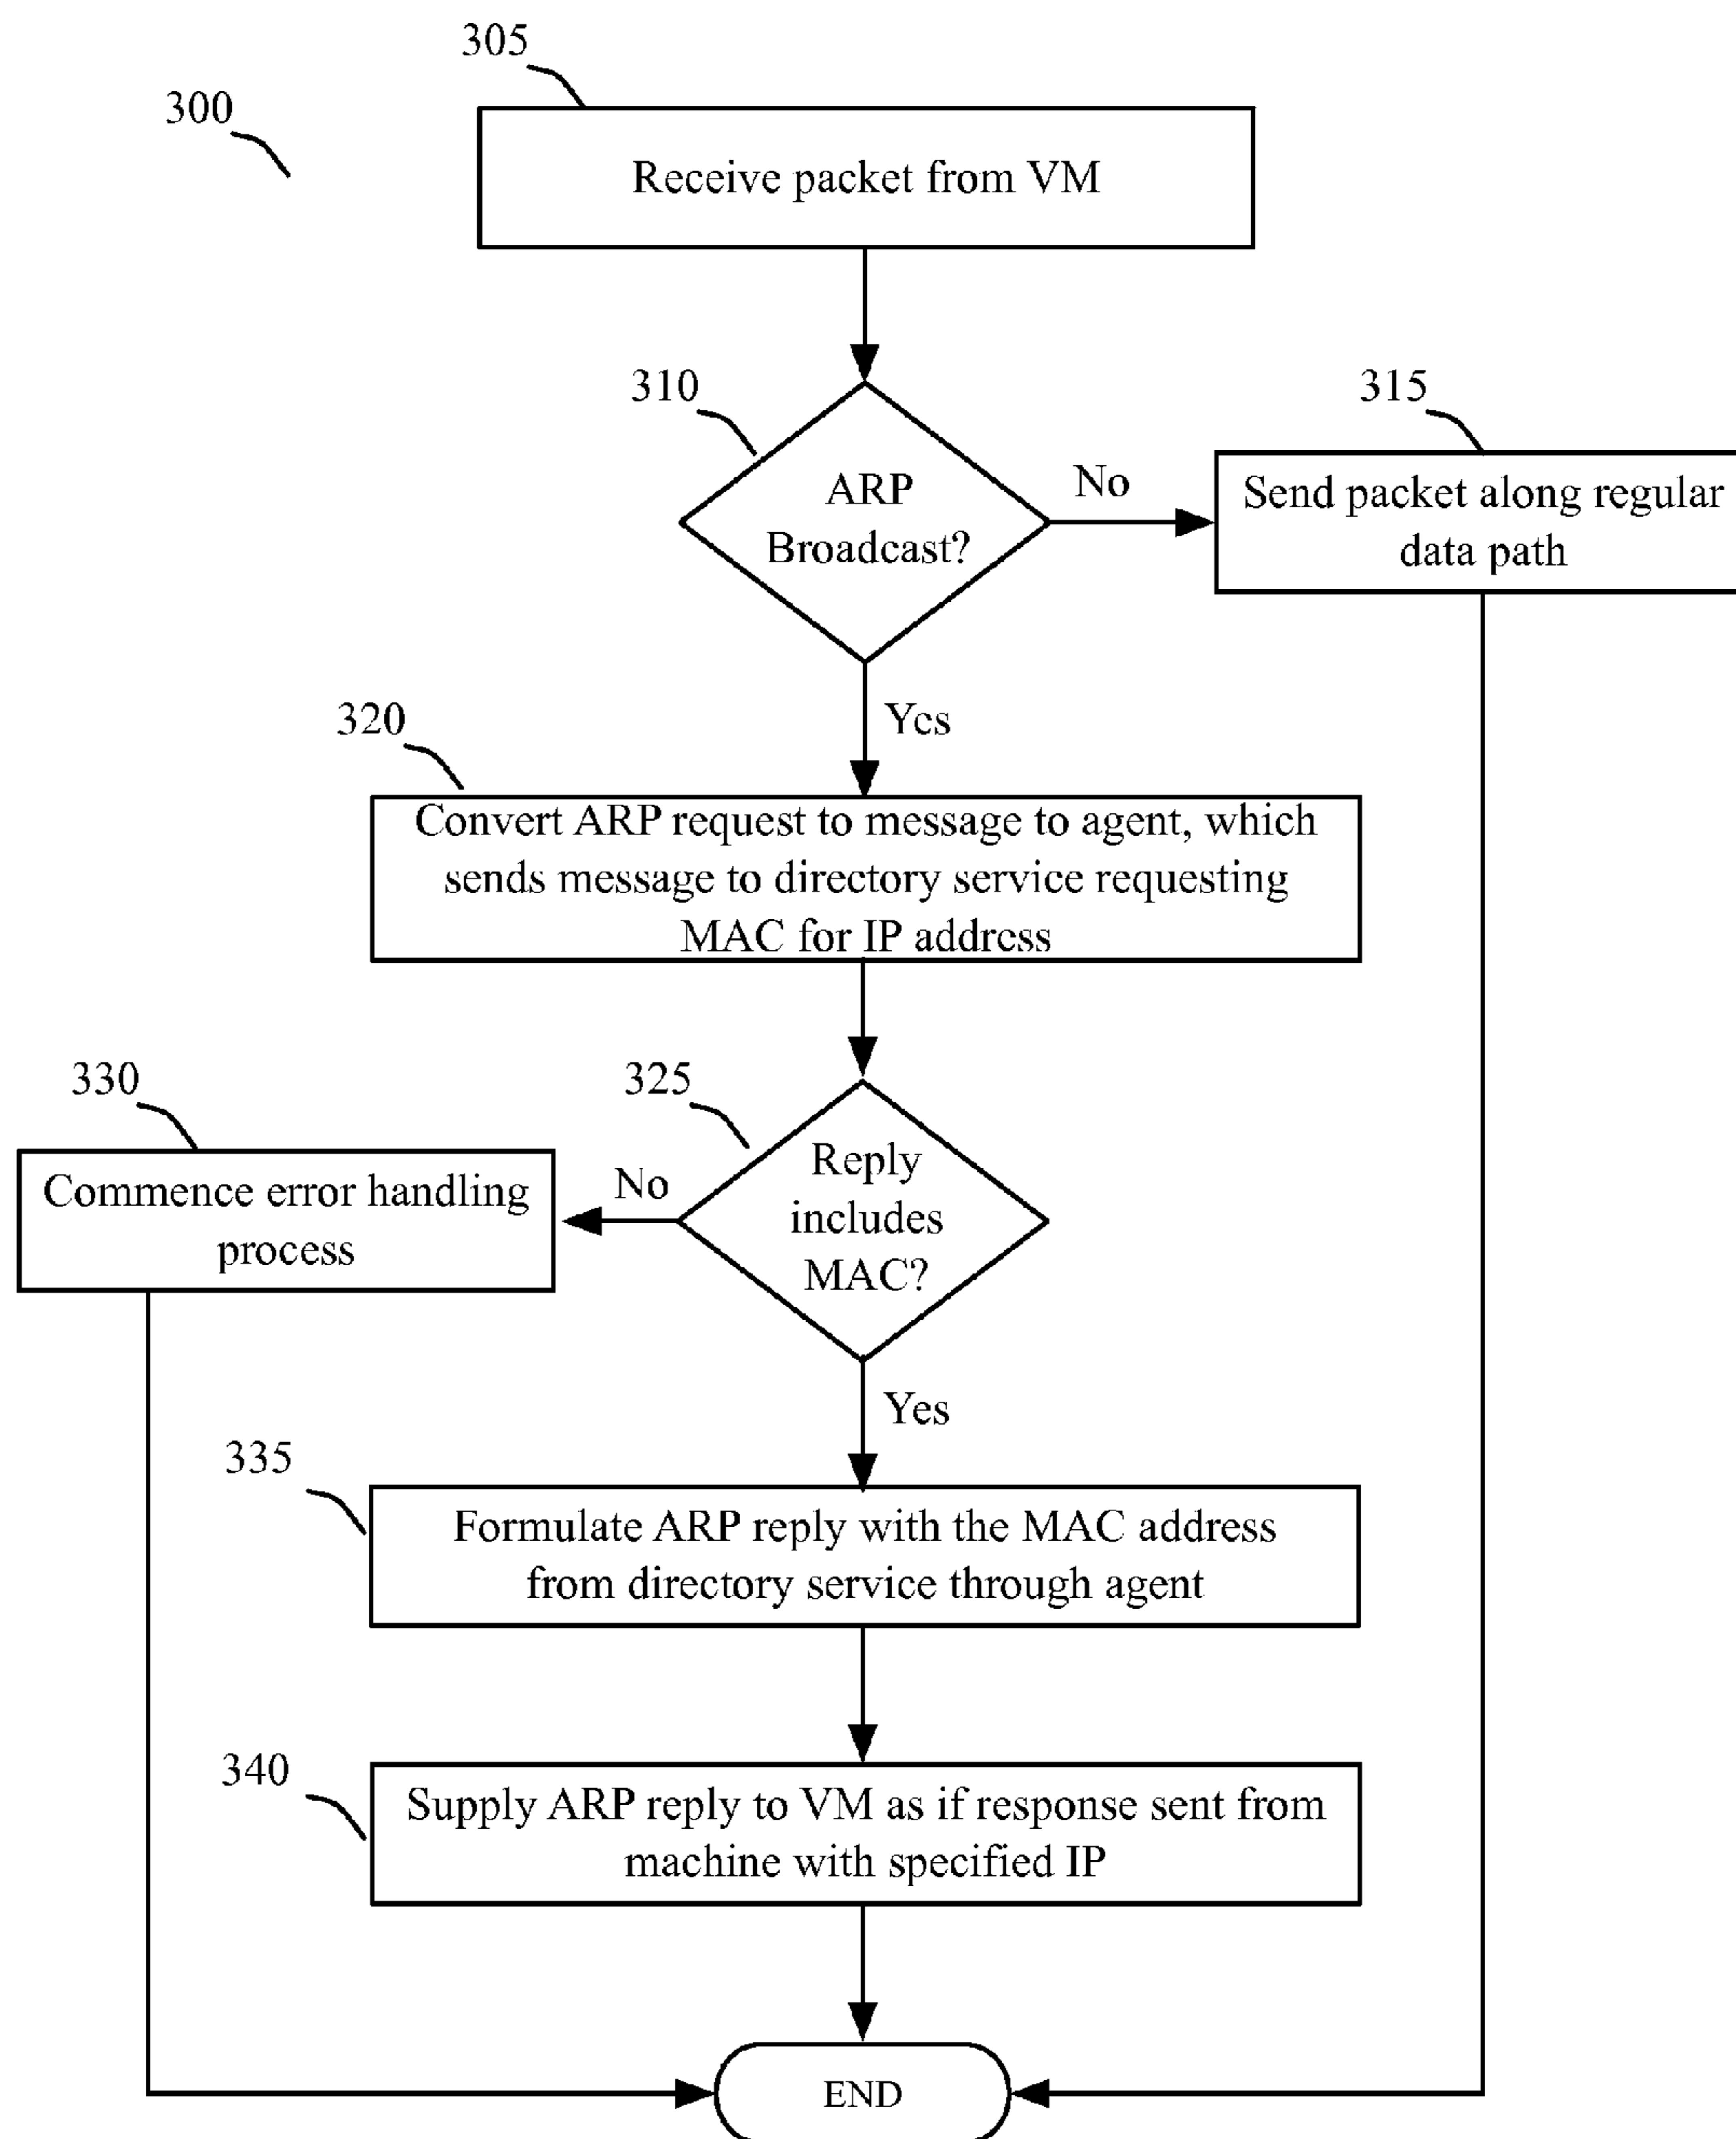 305
300
Receive packet from VM
310
315
ARP
Broadcast?
No
Send packet along regular
data path
Yes
320
Convert ARP request to message to agent, which
sends message to directory service requesting
MAC for IP address
330
325
Reply
includes
MAC?
No
Commence error handling
process
Yes
335
Formulate ARP reply with the MAC address
from directory service through agent
340
Supply ARP reply to VM as if response sent from
machine with specified IP
END